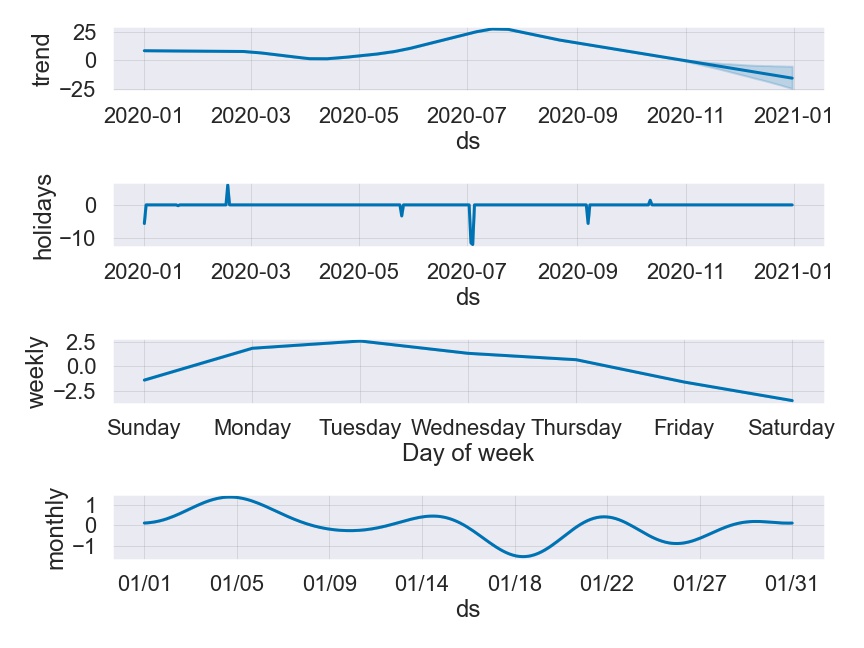 trend
25
0
−25
2020-01 2020-03 2020-05 2020-07 2020-09 2020-11 2021-01
ds
holidays
0
−10
2020-01 2020-03 2020-05 2020-07 2020-09 2020-11 2021-01
ds
weekly
2.5
0.0
−2.5
Sunday Monday Tuesday Wednesday Thursday Friday Saturday
Day of week
monthly
1
0
−1
01/01 01/05 01/09 01/14 01/18 01/22 01/27 01/31
ds